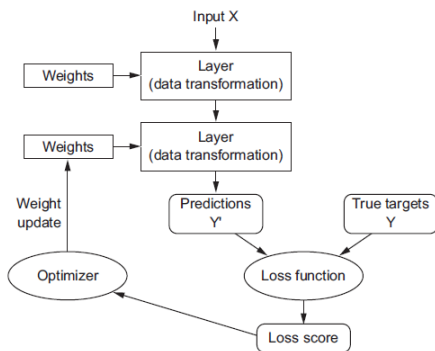 Input X
Weights
Layer
(data transformation)
Weights
Layer
(data transformation)
Weight
update
Predictions
Y'
True targets
Y
Optimizer
Loss function
Loss score